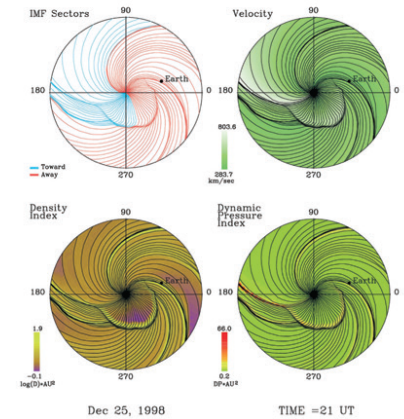 IMF Sectors
90
180
0
Earth
270
Toward
Away
Velocity
90
180
0
Earth
270
803.6
283.7
km/sec
Density
Index
90
180
0
Earth
270
1.9
-0.1
log(D)*AU²
Dynamic
Pressure
Index
90
180
0
Earth
270
66.0
0.2
DP*AU²
Dec 25, 1998
TIME =21 UT